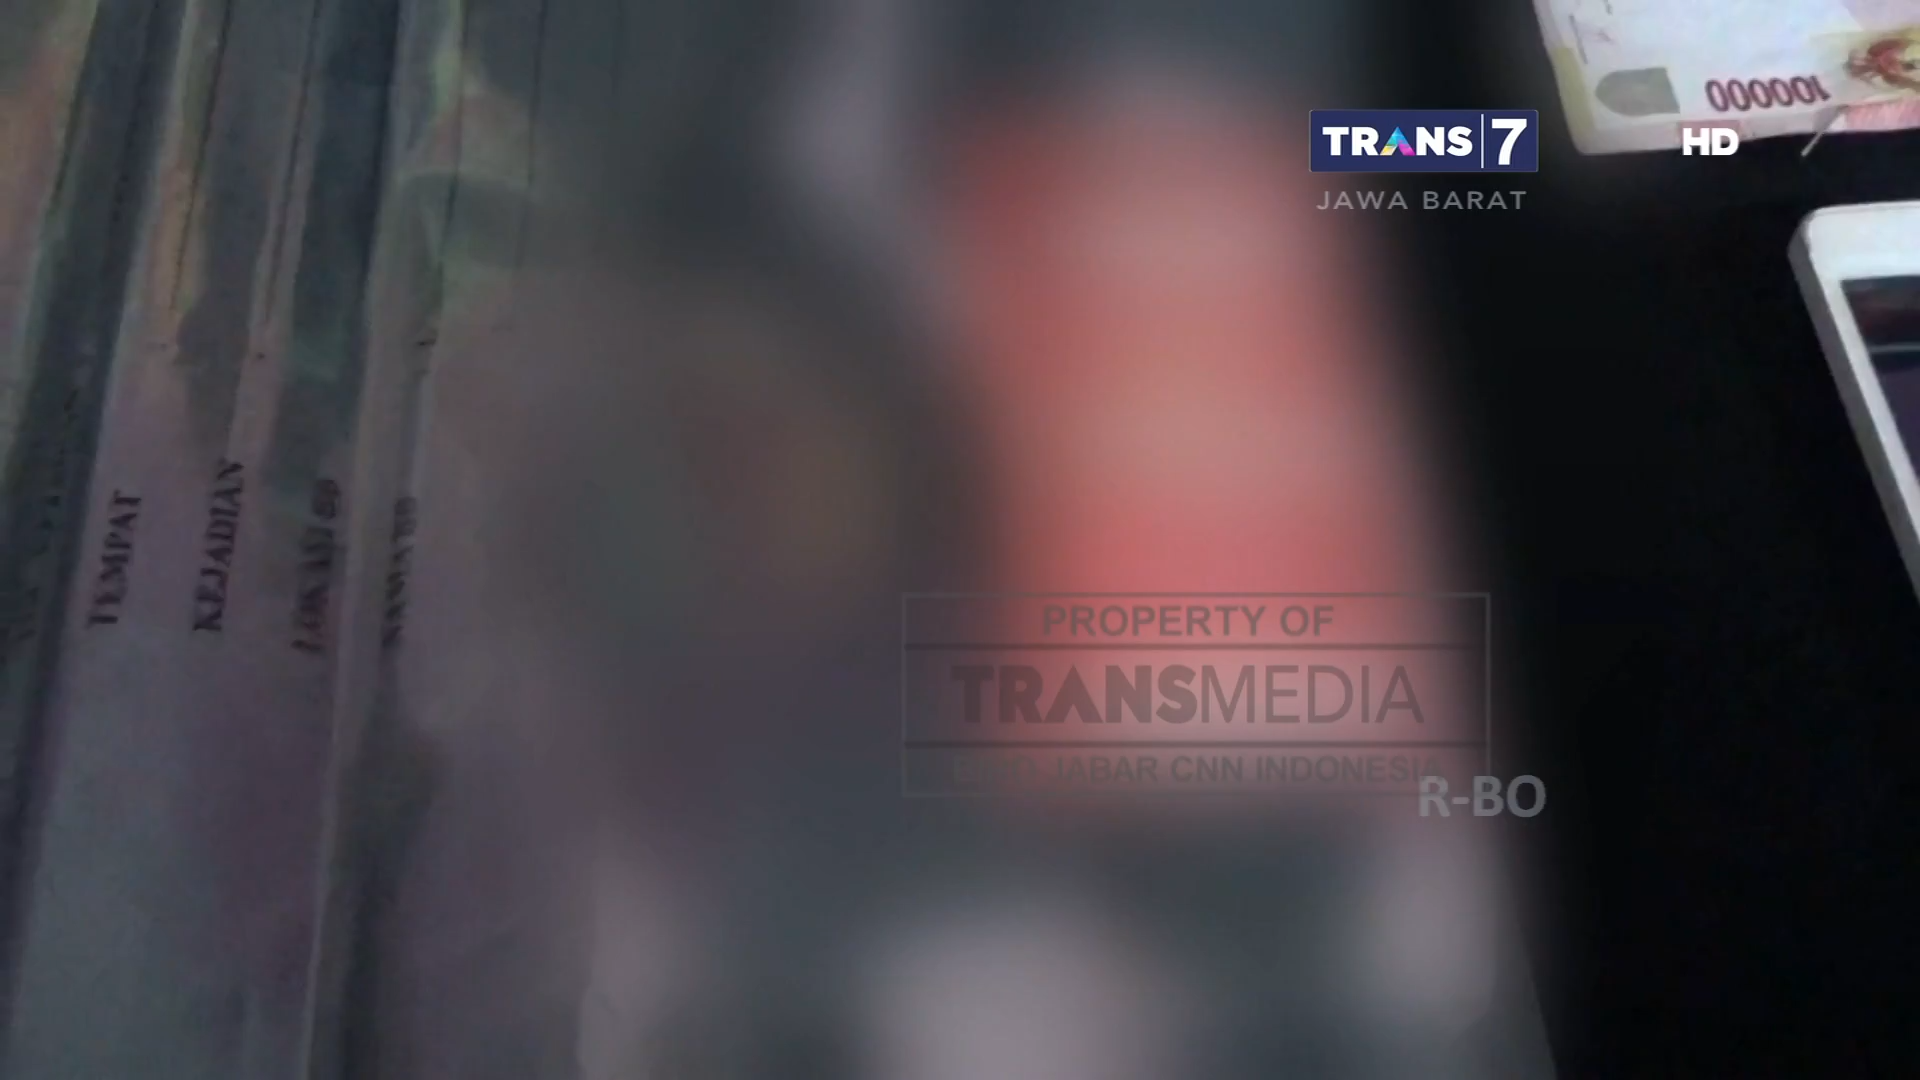 100000
TRANS|7
HD
JAWA BARAT
TEMPAT
KEJADIAN
PROPERTY OF
TRANSMEDIA
JABAR CNN INDONESIA
R-BO